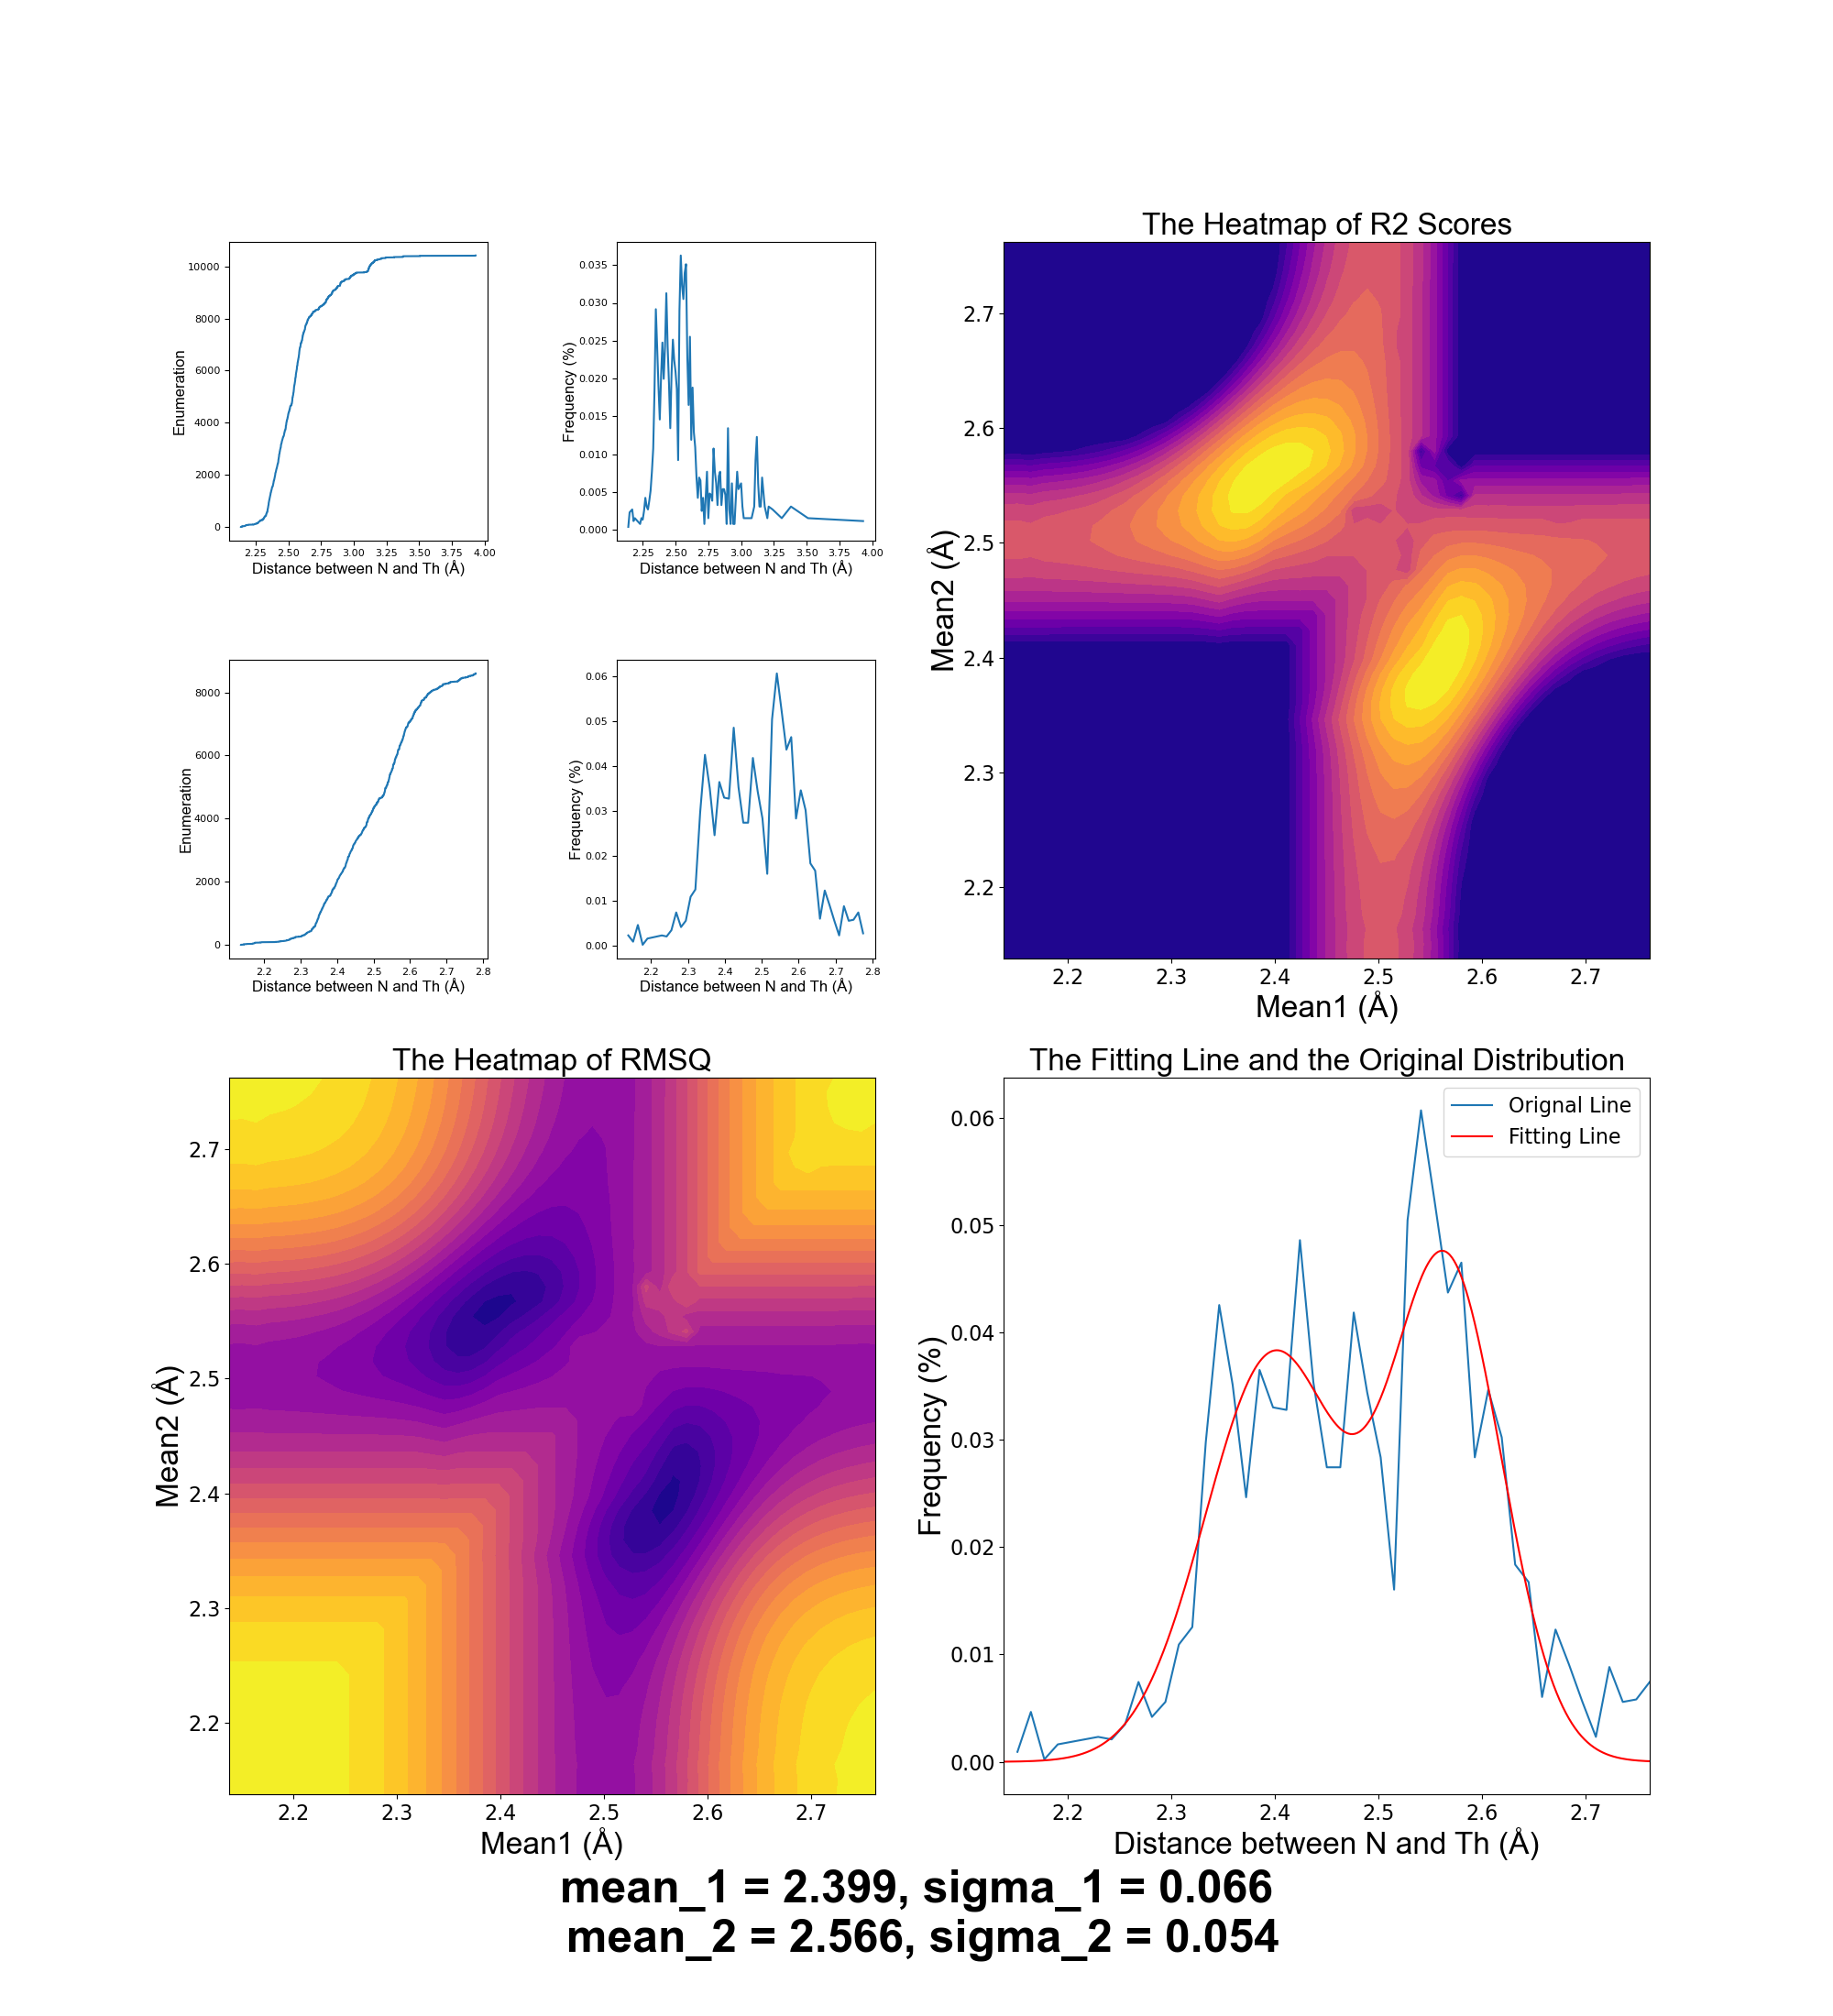 The Heatmap of R2 Scores
10000
8000
6000
4000
2000
0
Enumeration
2.25 2.50 2.75 3.00 3.25 3.50 3.75 4.00
Distance between N and Th (Å)
0.035
0.030
0.025
0.020
0.015
0.010
0.005
0.000
Frequency (%)
2.25 2.50 2.75 3.00 3.25 3.50 3.75 4.00
Distance between N and Th (Å)
8000
6000
4000
2000
0
Enumeration
2.2 2.3 2.4 2.5 2.6 2.7 2.8
Distance between N and Th (Å)
0.06
0.05
0.04
0.03
0.02
0.01
0.00
Frequency (%)
2.2 2.3 2.4 2.5 2.6 2.7 2.8
Distance between N and Th (Å)
2.7
2.6
2.5
2.4
2.3
2.2
Mean2 (Å)
2.2 2.3 2.4 2.5 2.6 2.7
Mean1 (Å)
The Heatmap of RMSQ
2.7
2.6
2.5
2.4
2.3
2.2
Mean2 (Å)
2.2 2.3 2.4 2.5 2.6 2.7
Mean1 (Å)
The Fitting Line and the Original Distribution
Orignal Line
Fitting Line
0.06
0.05
0.04
0.03
0.02
0.01
0.00
Frequency (%)
2.2 2.3 2.4 2.5 2.6 2.7
Distance between N and Th (Å)
mean_1 = 2.399, sigma_1 = 0.066
mean_2 = 2.566, sigma_2 = 0.054